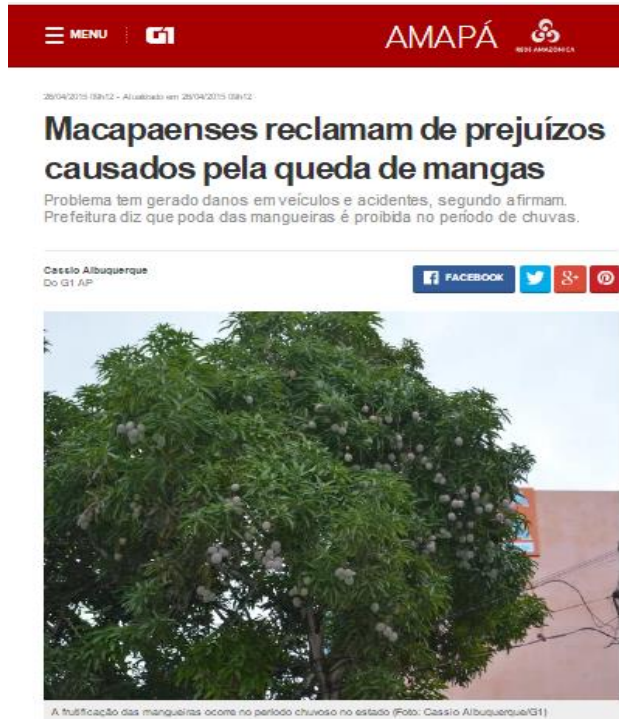 MENU G1 AMAPÁ REDE AMAZÔNICA
28/04/2015 09h12 - Atualizado em 28/04/2015 09h12
Macapaenses reclamam de prejuízos
causados pela queda de mangas
Problema tem gerado danos em veículos e acidentes, segundo afirmam.
Prefeitura diz que poda das mangueiras é proibida no período de chuvas.
Cassio Albuquerque
Do G1 AP
FACEBOOK
A frutificação das mangueiras ocorre no período chuvoso no estado (Foto: Cassio Albuquerque/G1)